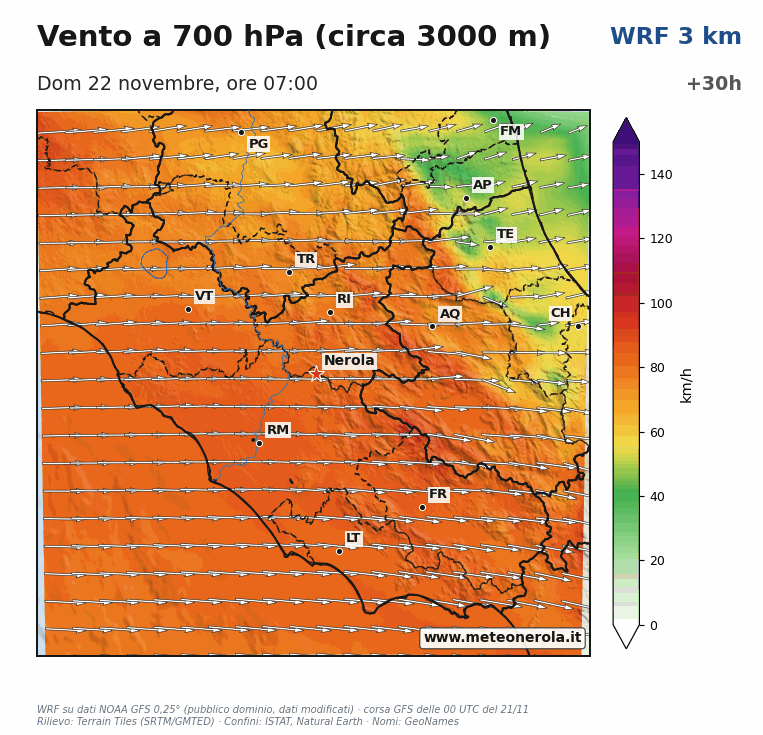 Vento a 700 hPa (circa 3000 m)
WRF 3 km
Dom 22 novembre, ore 07:00
+30h
PG
FM
AP
TE
TR
VT
RI
AQ
CH
Nerola
RM
FR
LT
www.meteonerola.it
140
120
100
80
60
40
20
0
km/h
WRF su dati NOAA GFS 0,25° (pubblico dominio, dati modificati) · corsa GFS delle 00 UTC del 21/11
Rilievo: Terrain Tiles (SRTM/GMTED) · Confini: ISTAT, Natural Earth · Nomi: GeoNames